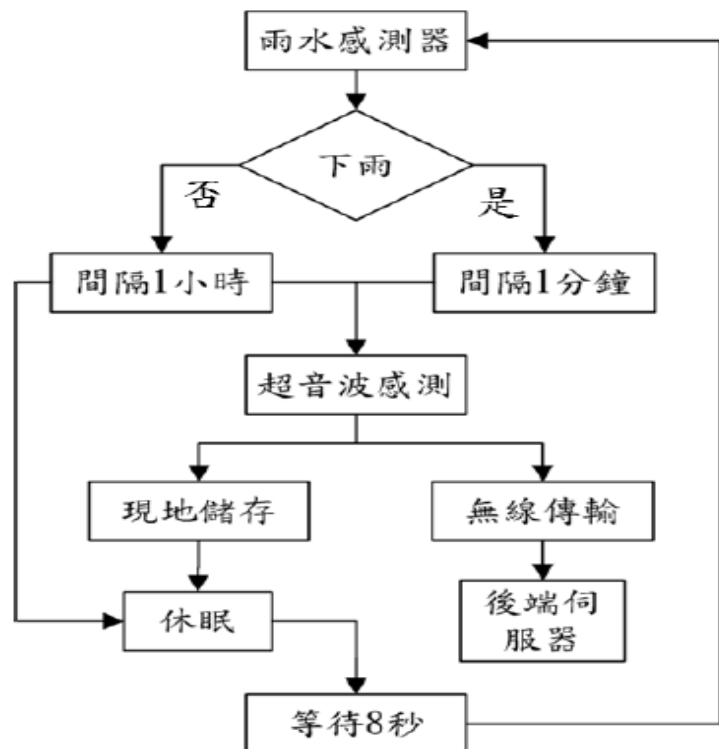 雨水感測器
下雨
否
是
間隔1小時
間隔1分鐘
超音波感測
現地儲存
無線傳輸
休眠
後端伺
服器
等待8秒